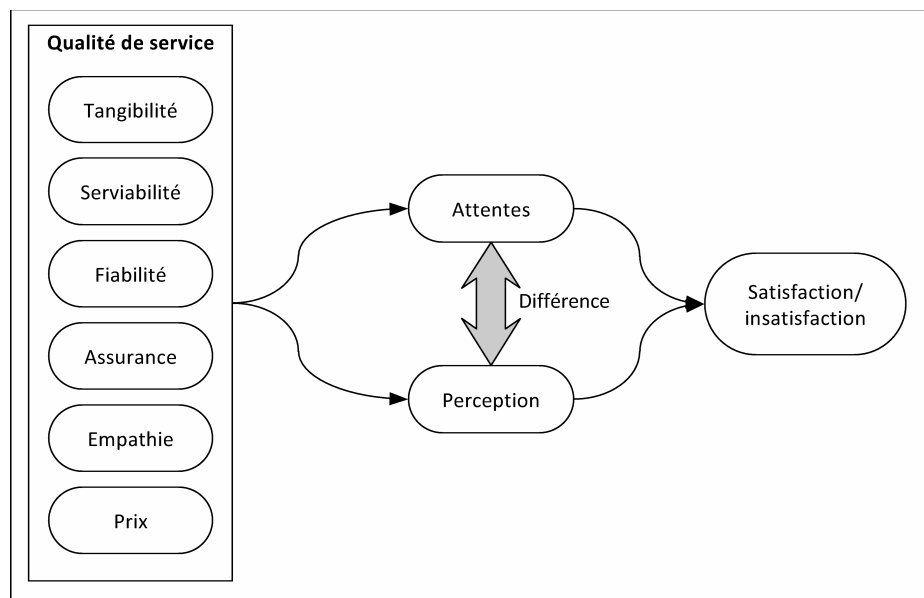 Qualité de service
Tangibilité
Serviabilité
Fiabilité
Assurance
Empathie
Prix
Attentes
Différence
Perception
Satisfaction/
insatisfaction